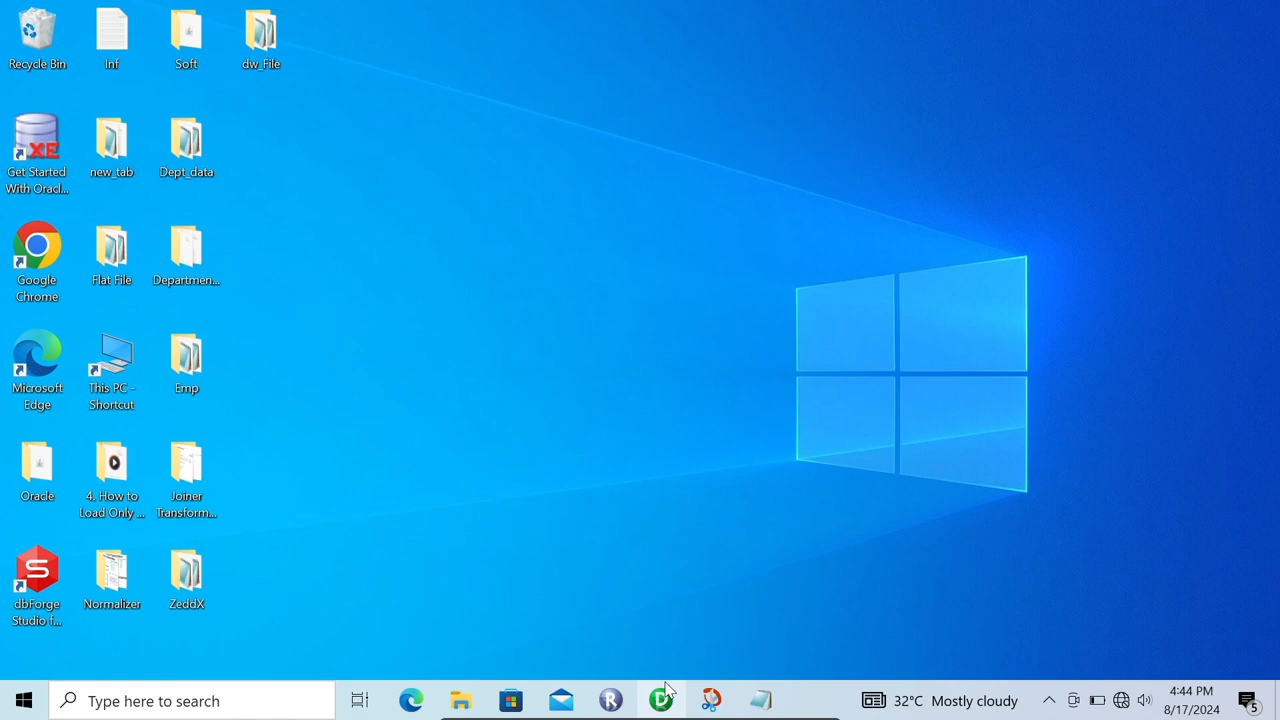 Recycle Bin
Inf
Soft
dw_File
XE
Get Started
With Oracl...
new_tab
Dept_data
Google
Chrome
Flat File
Departmen...
Microsoft
Edge
This PC -
Shortcut
Emp
Oracle
4. How to
Load Only ...
Joiner
Transform...
S
dbForge
Studio f...
Normalizer
ZeddX
Type here to search
R
D
32°C Mostly cloudy
4:44 PM
8/17/2024
5